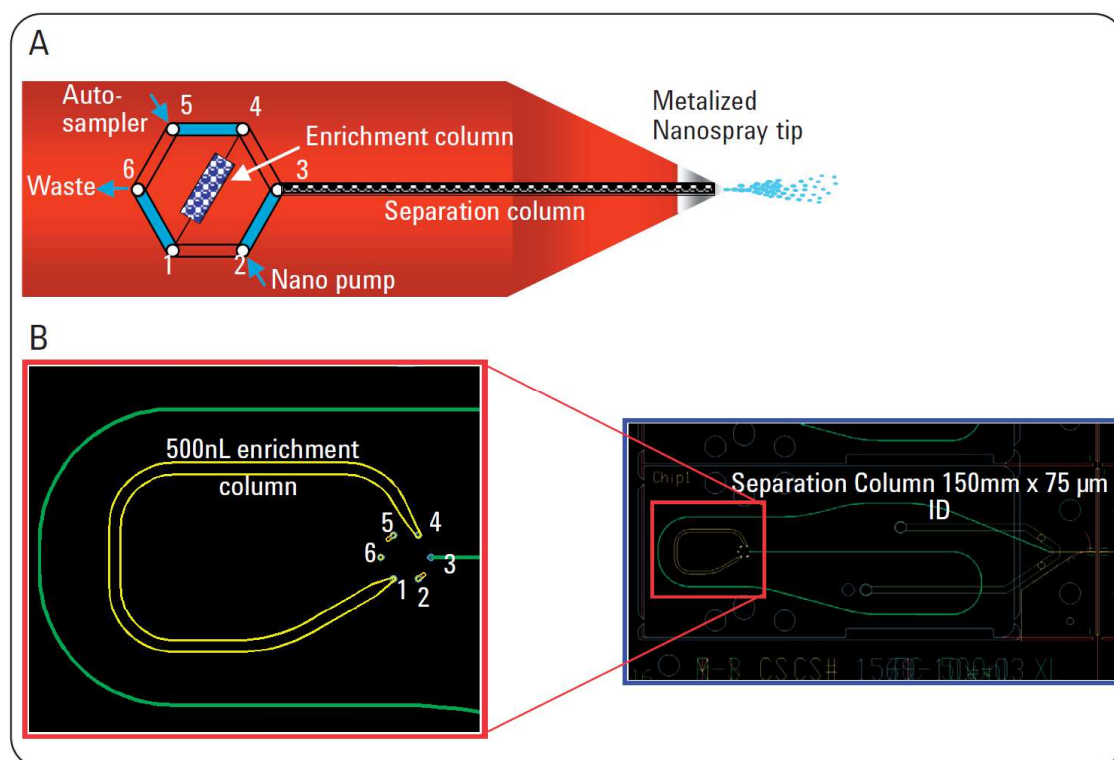 A
Auto-
sampler
5
4
Enrichment column
Metalized
Nanospray tip
6
3
Waste
Separation column
1
2
Nano pump
B
500nL enrichment
column
5
4
6
3
1
2
Chip1
Separation Column 150mm x 75 µm
ID